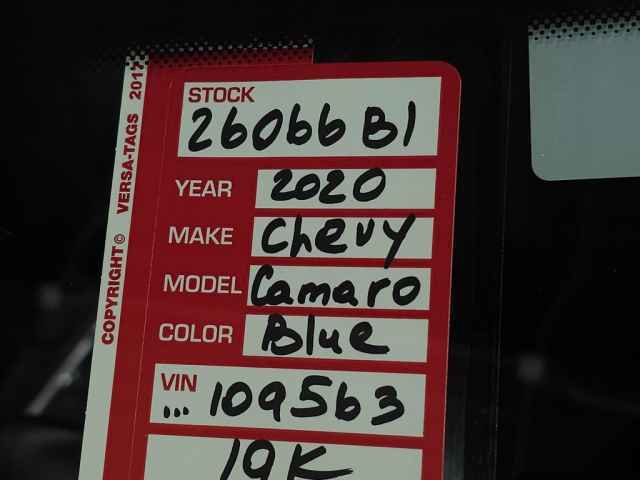 STOCK
26066B1
YEAR 2020
MAKE Chevy
MODEL Camaro
COLOR Blue
VIN
... 109563
19K
COPYRIGHT© VERSA-TAGS 2017